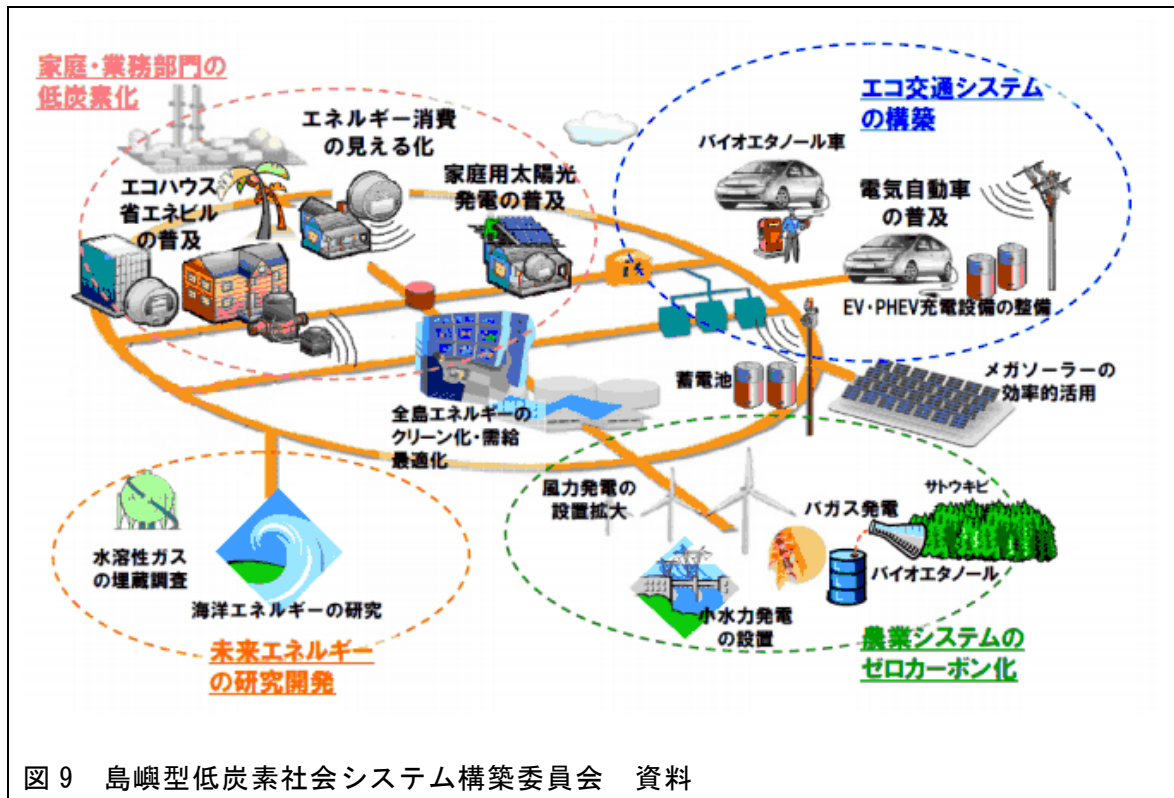 家庭・業務部門の
低炭素化
エネルギー消費
の見える化
エコハウス
省エネビル
の普及
家庭用太陽光
発電の普及
エコ交通システム
の構築
バイオエタノール車
電気自動車
の普及
EV・PHEV充電設備の整備
メガソーラーの
効率的活用
蓄電池
全島エネルギーの
クリーン化・需給
最適化
水溶性ガス
の埋蔵調査
海洋エネルギーの研究
未来エネルギー
の研究開発
風力発電の
設置拡大
バガス発電
サトウキビ
バイオエタノール
小水力発電
の設置
農業システムの
ゼロカーボン化
図9 島嶼型低炭素社会システム構築委員会 資料